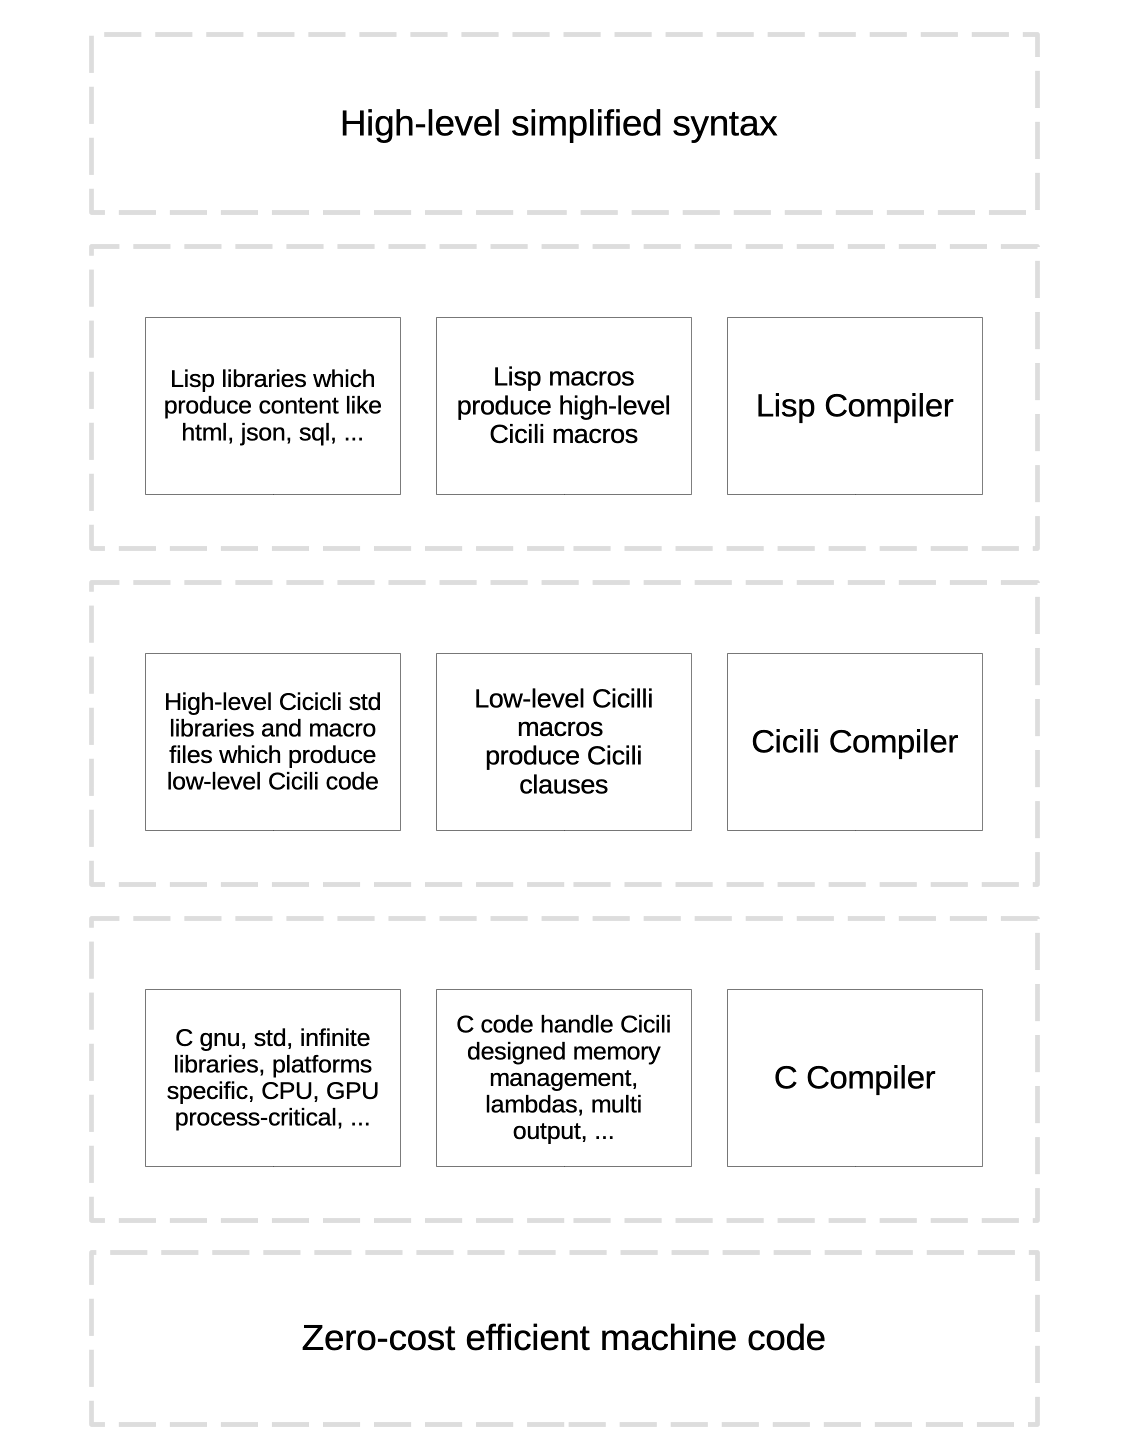 High-level simplified syntax
Lisp libraries which
produce content like
html, json, sql, ...
Lisp macros
produce high-level
Cicili macros
Lisp Compiler
High-level Cicicli std
libraries and macro
files which produce
low-level Cicili code
Low-level Cicilli
macros
produce Cicili
clauses
Cicili Compiler
C gnu, std, infinite
libraries, platforms
specific, CPU, GPU
process-critical, ...
C code handle Cicili
designed memory
management,
lambdas, multi
output, ...
C Compiler
Zero-cost efficient machine code